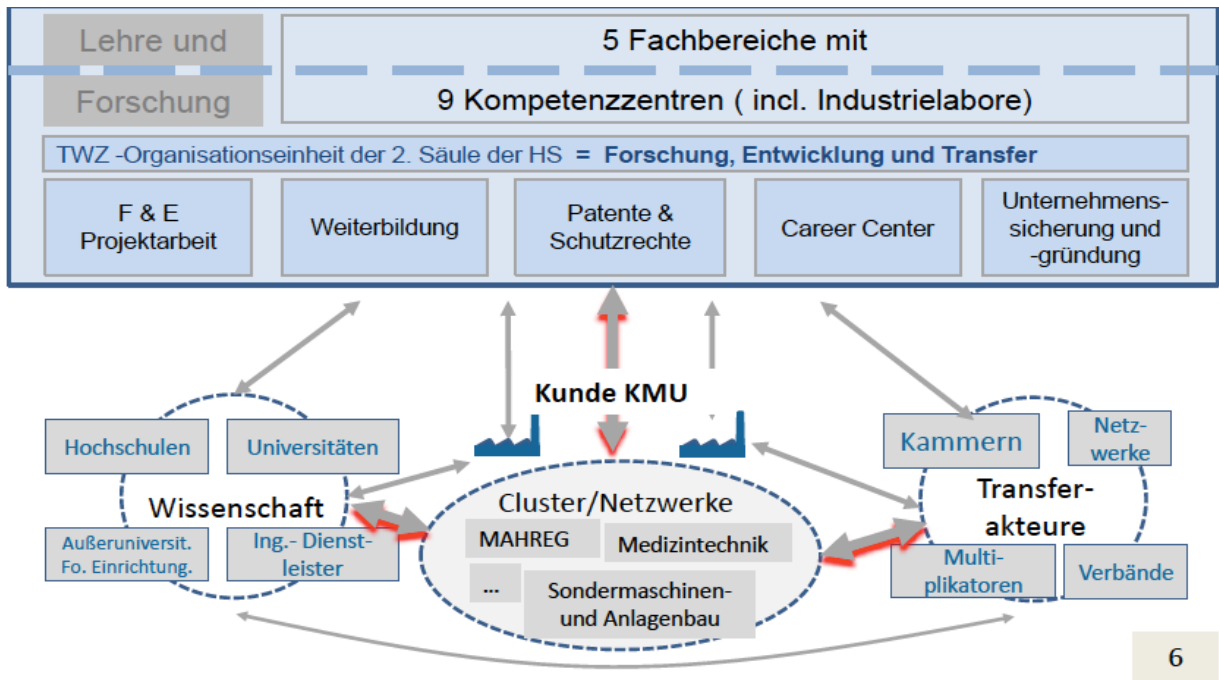 Lehre und
5 Fachbereiche mit
Forschung
9 Kompetenzzentren ( incl. Industrielabore)
TWZ -Organisationseinheit der 2. Säule der HS = Forschung, Entwicklung und Transfer
F & E
Projektarbeit
Weiterbildung
Patente &
Schutzrechte
Career Center
Unternehmens-
sicherung und
-gründung
Kunde KMU
Hochschulen
Universitäten
Wissenschaft
Außeruniversit.
Fo. Einrichtung.
Ing.- Dienst-
leister
Cluster/Netzwerke
MAHREG
Medizintechnik
...
Sondermaschinen-
und Anlagenbau
Kammern
Netz-
werke
Transfer-
akteure
Multi-
plikatoren
Verbände
6